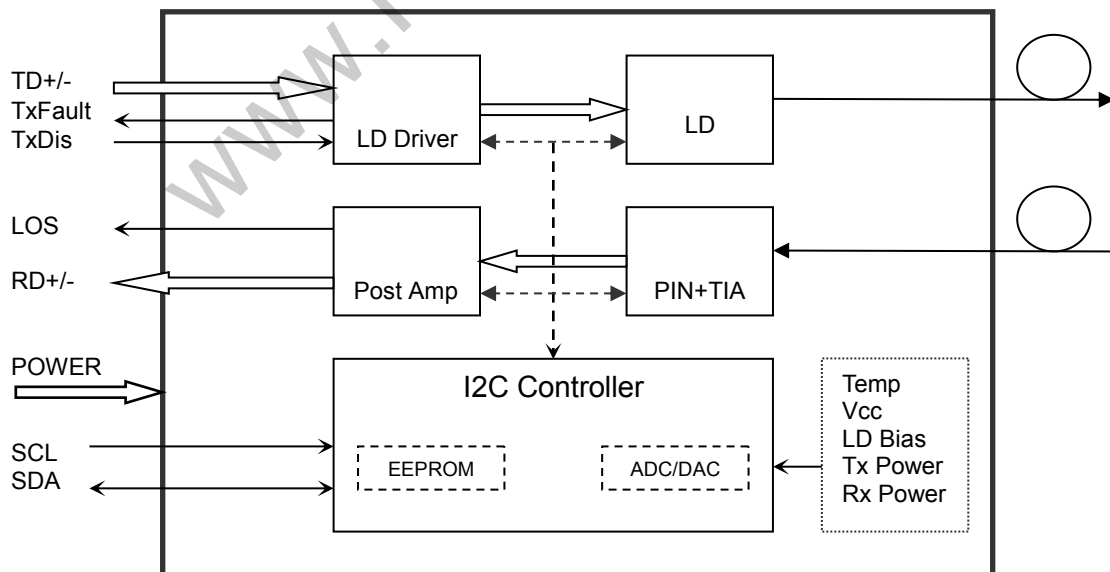 TD+/-
TxFault
TxDis
LD Driver
LD
LOS
RD+/-
Post Amp
PIN+TIA
POWER
I2C Controller
SCL
SDA
EEPROM
ADC/DAC
Temp
Vcc
LD Bias
Tx Power
Rx Power
www.